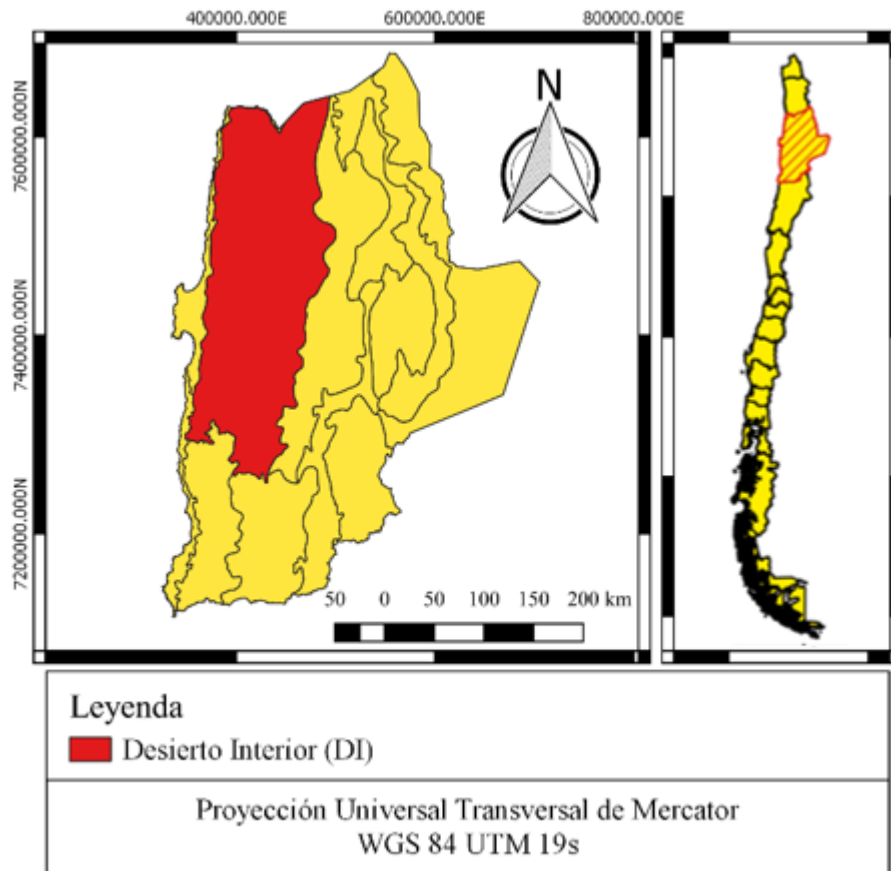 400000.000E 600000.000E 800000.000E
7600000.000N
7400000.000N
7200000.000N
N
50 0 50 100 150 200 km
Leyenda
Desierto Interior (DI)
Proyección Universal Transversal de Mercator
WGS 84 UTM 19s